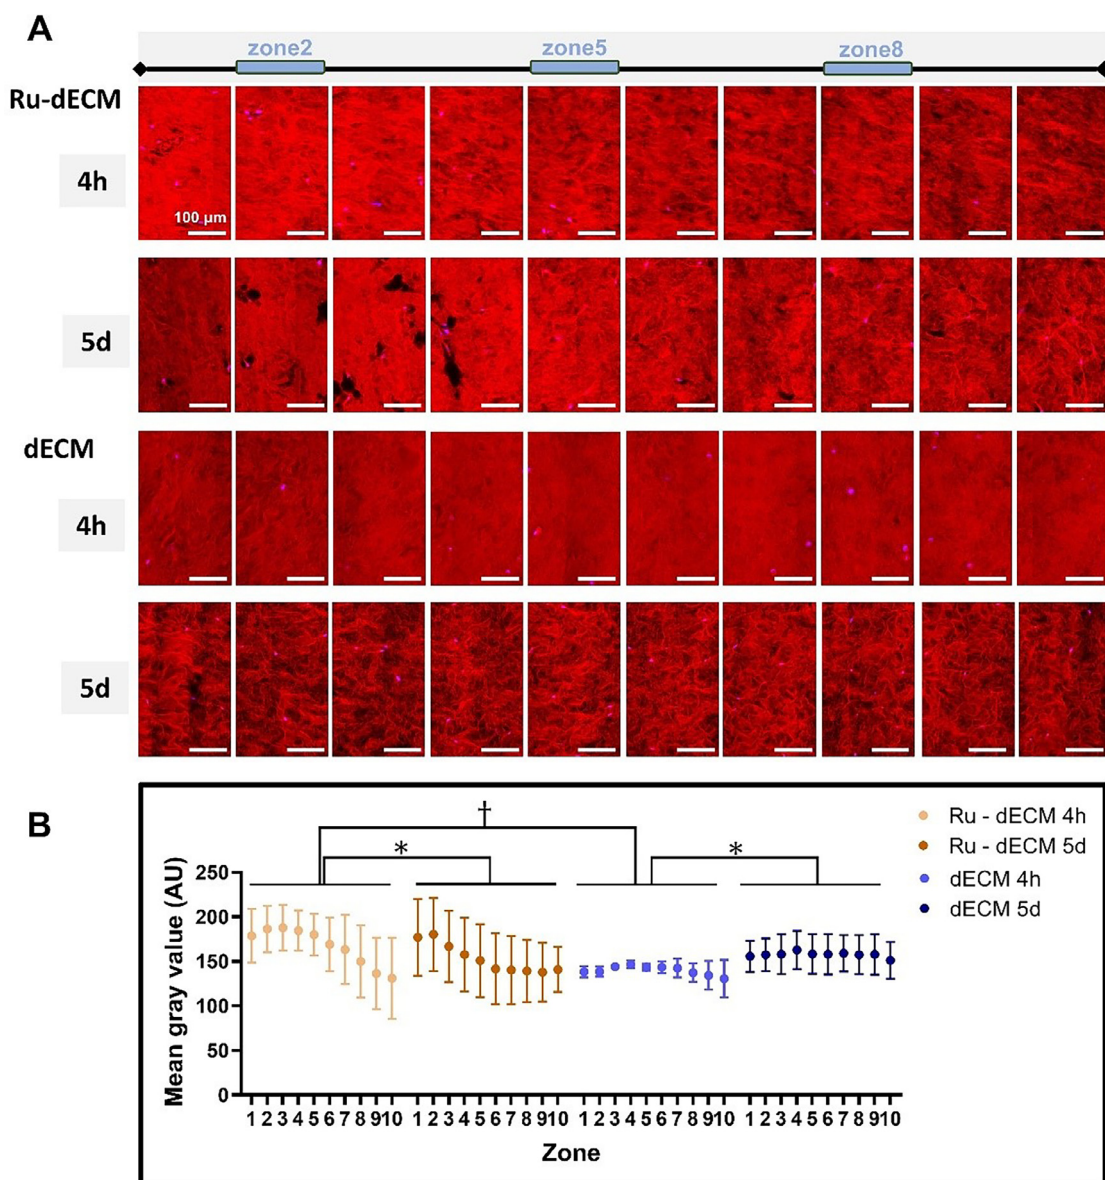 A
zone2 zone5 zone8
Ru-dECM
4h
100 µm
5d
dECM
4h
5d
B
†
* *
Ru - dECM 4h
Ru - dECM 5d
dECM 4h
dECM 5d
Mean gray value (AU)
250
200
150
100
50
0
1 2 3 4 5 6 7 8 9 10 1 2 3 4 5 6 7 8 9 10 1 2 3 4 5 6 7 8 9 10 1 2 3 4 5 6 7 8 9 10
Zone